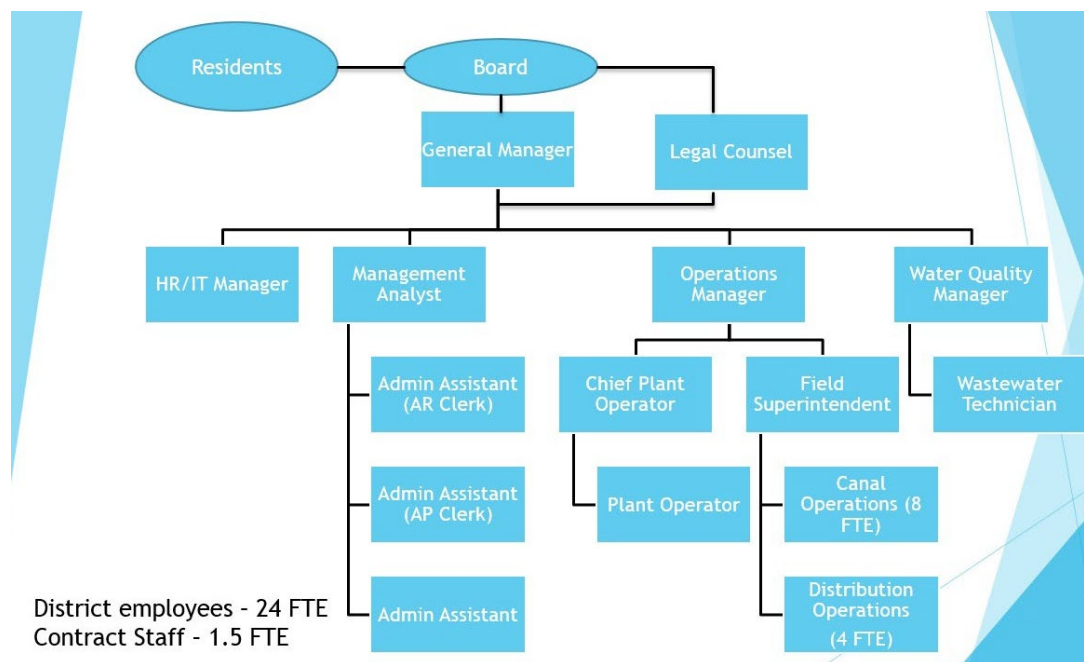 Residents
Board
General Manager
Legal Counsel
HR/IT Manager
Management
Analyst
Operations
Manager
Water Quality
Manager
Admin Assistant
(AR Clerk)
Chief Plant
Operator
Field
Superintendent
Wastewater
Technician
Admin Assistant
(AP Clerk)
Plant Operator
Canal
Operations (8
FTE)
Admin Assistant
Distribution
Operations
(4 FTE)
District employees – 24 FTE
Contract Staff – 1.5 FTE